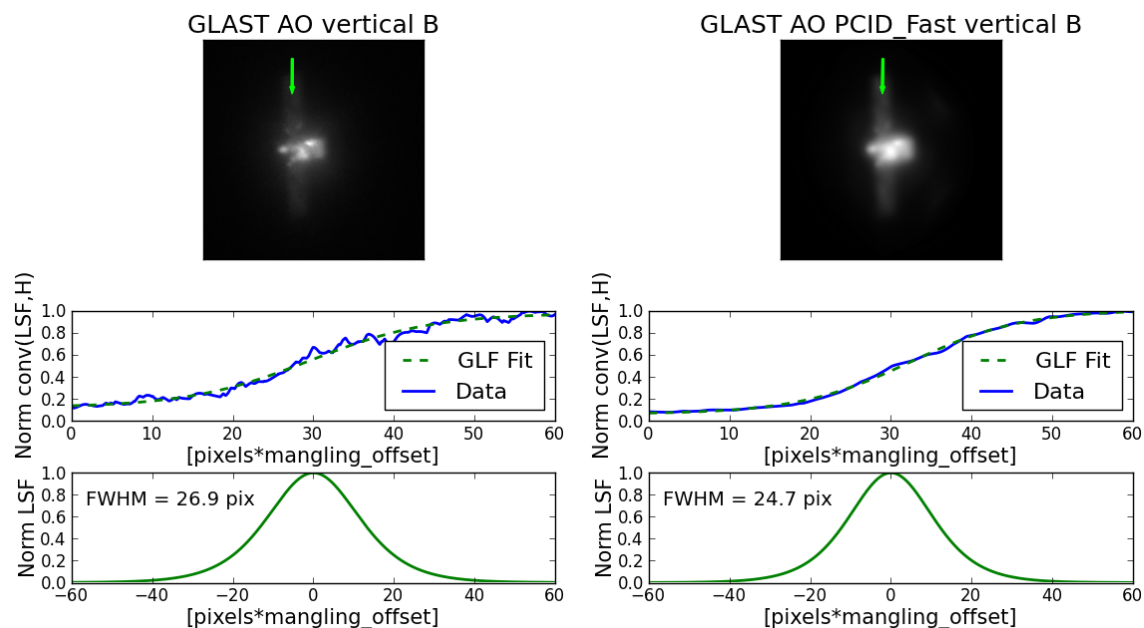 GLAST AO vertical B
GLAST AO PCID_Fast vertical B
Norm conv(LSF,H)
1.0
0.8
0.6
0.4
0.2
0.0
GLF Fit
Data
0 10 20 30 40 50 60
[pixels*mangling_offset]
Norm conv(LSF,H)
1.0
0.8
0.6
0.4
0.2
0.0
GLF Fit
Data
0 10 20 30 40 50 60
[pixels*mangling_offset]
Norm LSF
1.0
0.8
0.6
0.4
0.2
0.0
FWHM = 26.9 pix
−60 −40 −20 0 20 40 60
[pixels*mangling_offset]
Norm LSF
1.0
0.8
0.6
0.4
0.2
0.0
FWHM = 24.7 pix
−60 −40 −20 0 20 40 60
[pixels*mangling_offset]